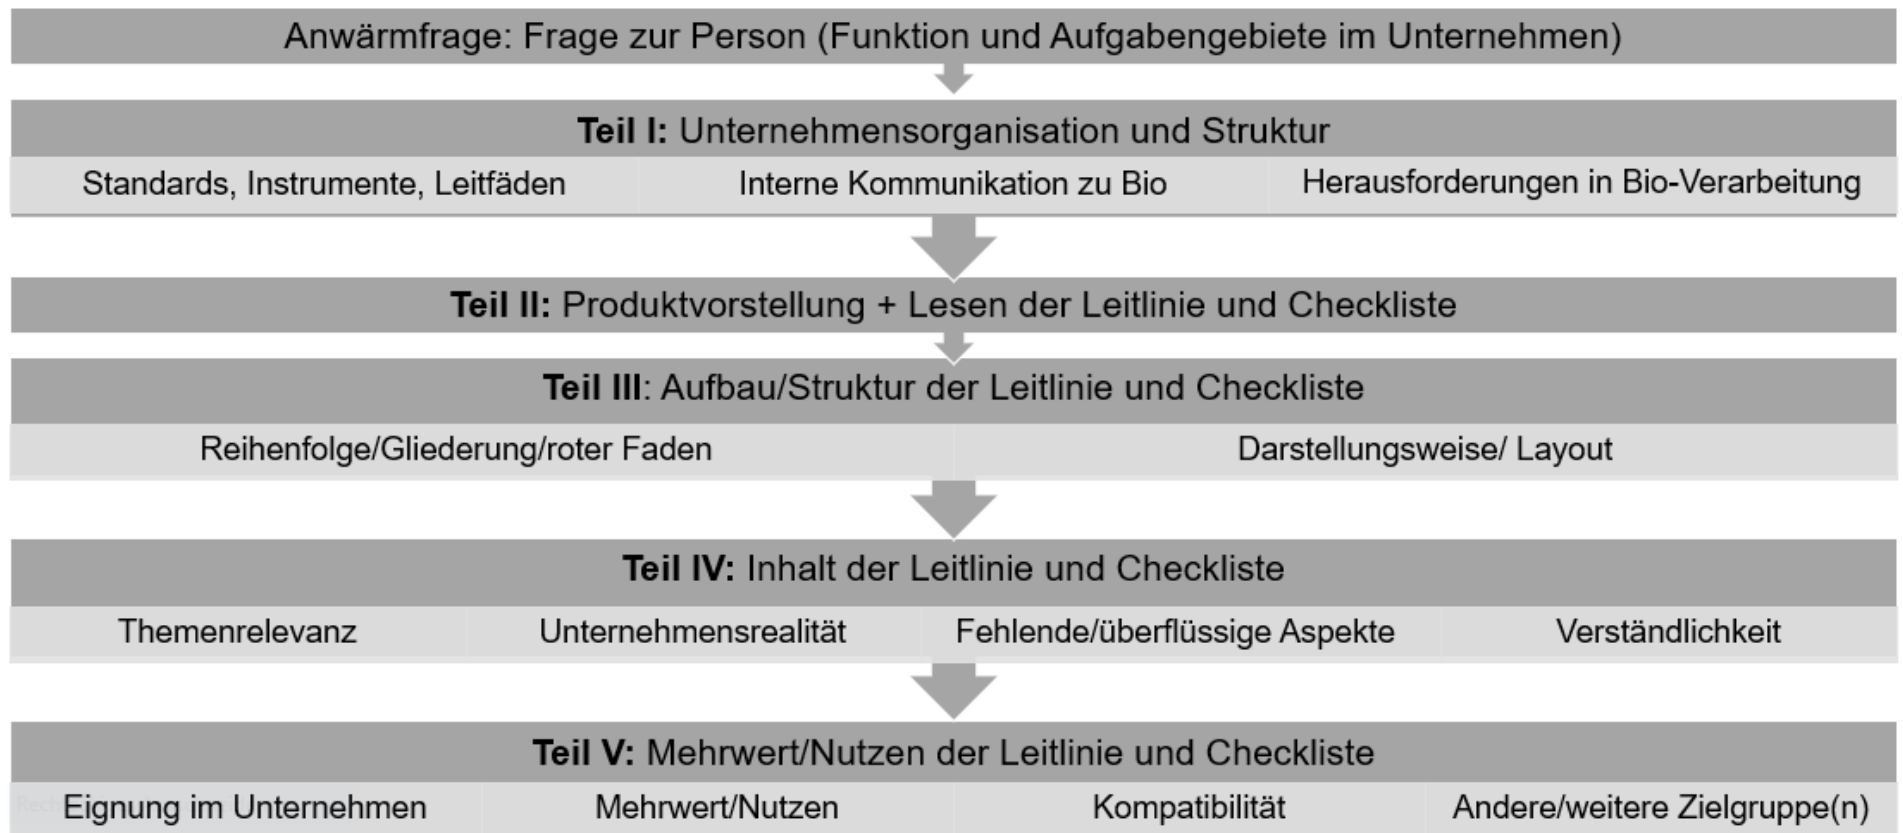 Anwärmfrage: Frage zur Person (Funktion und Aufgabengebiete im Unternehmen)
Teil I: Unternehmensorganisation und Struktur
Standards, Instrumente, Leitfäden Interne Kommunikation zu Bio Herausforderungen in Bio-Verarbeitung
Teil II: Produktvorstellung + Lesen der Leitlinie und Checkliste
Teil III: Aufbau/Struktur der Leitlinie und Checkliste
Reihenfolge/Gliederung/roter Faden Darstellungsweise/ Layout
Teil IV: Inhalt der Leitlinie und Checkliste
Themenrelevanz Unternehmensrealität Fehlende/überflüssige Aspekte Verständlichkeit
Teil V: Mehrwert/Nutzen der Leitlinie und Checkliste
Eignung im Unternehmen Mehrwert/Nutzen Kompatibilität Andere/weitere Zielgruppe(n)